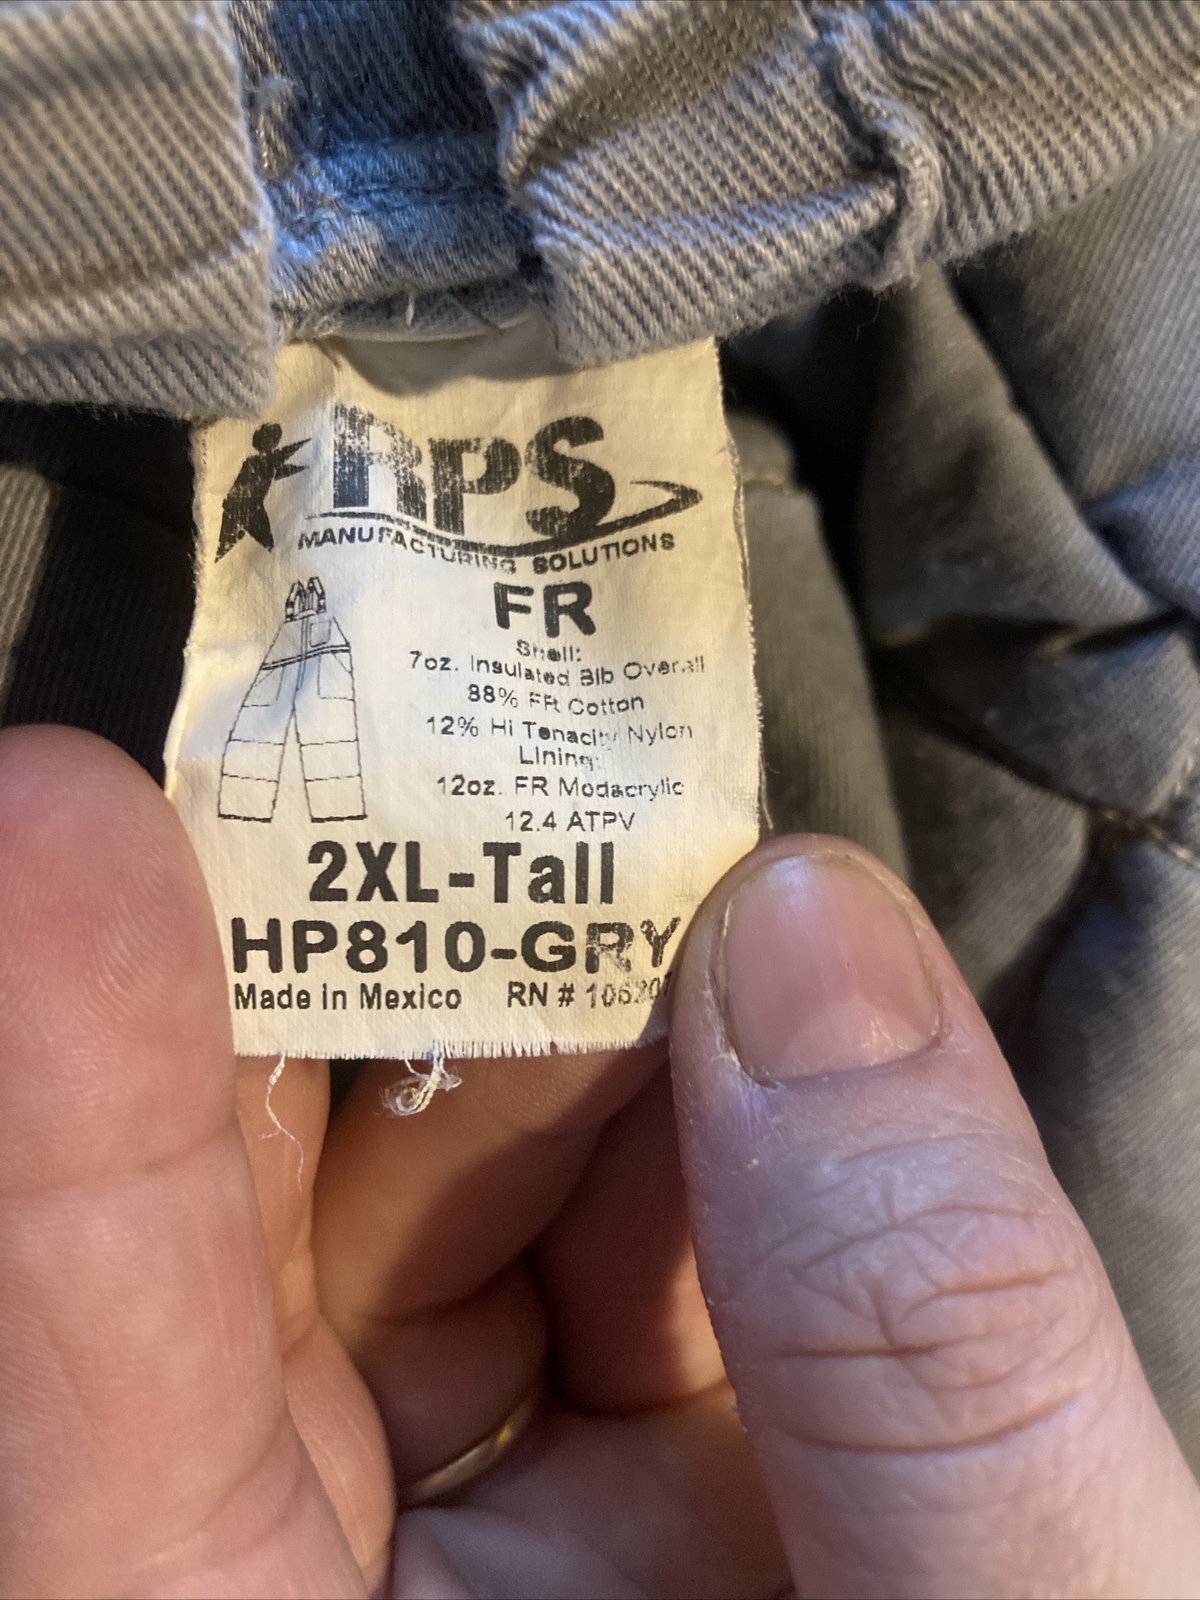 RPS
MANUFACTURING SOLUTIONS
FR
Shell:
7oz. Insulated Bib Overall
88% FR Cotton
12% Hi Tenacity Nylon
Lining:
12oz. FR Modacrylic
12.4 ATPV
2XL-Tall
HP810-GRY
Made in Mexico RN #